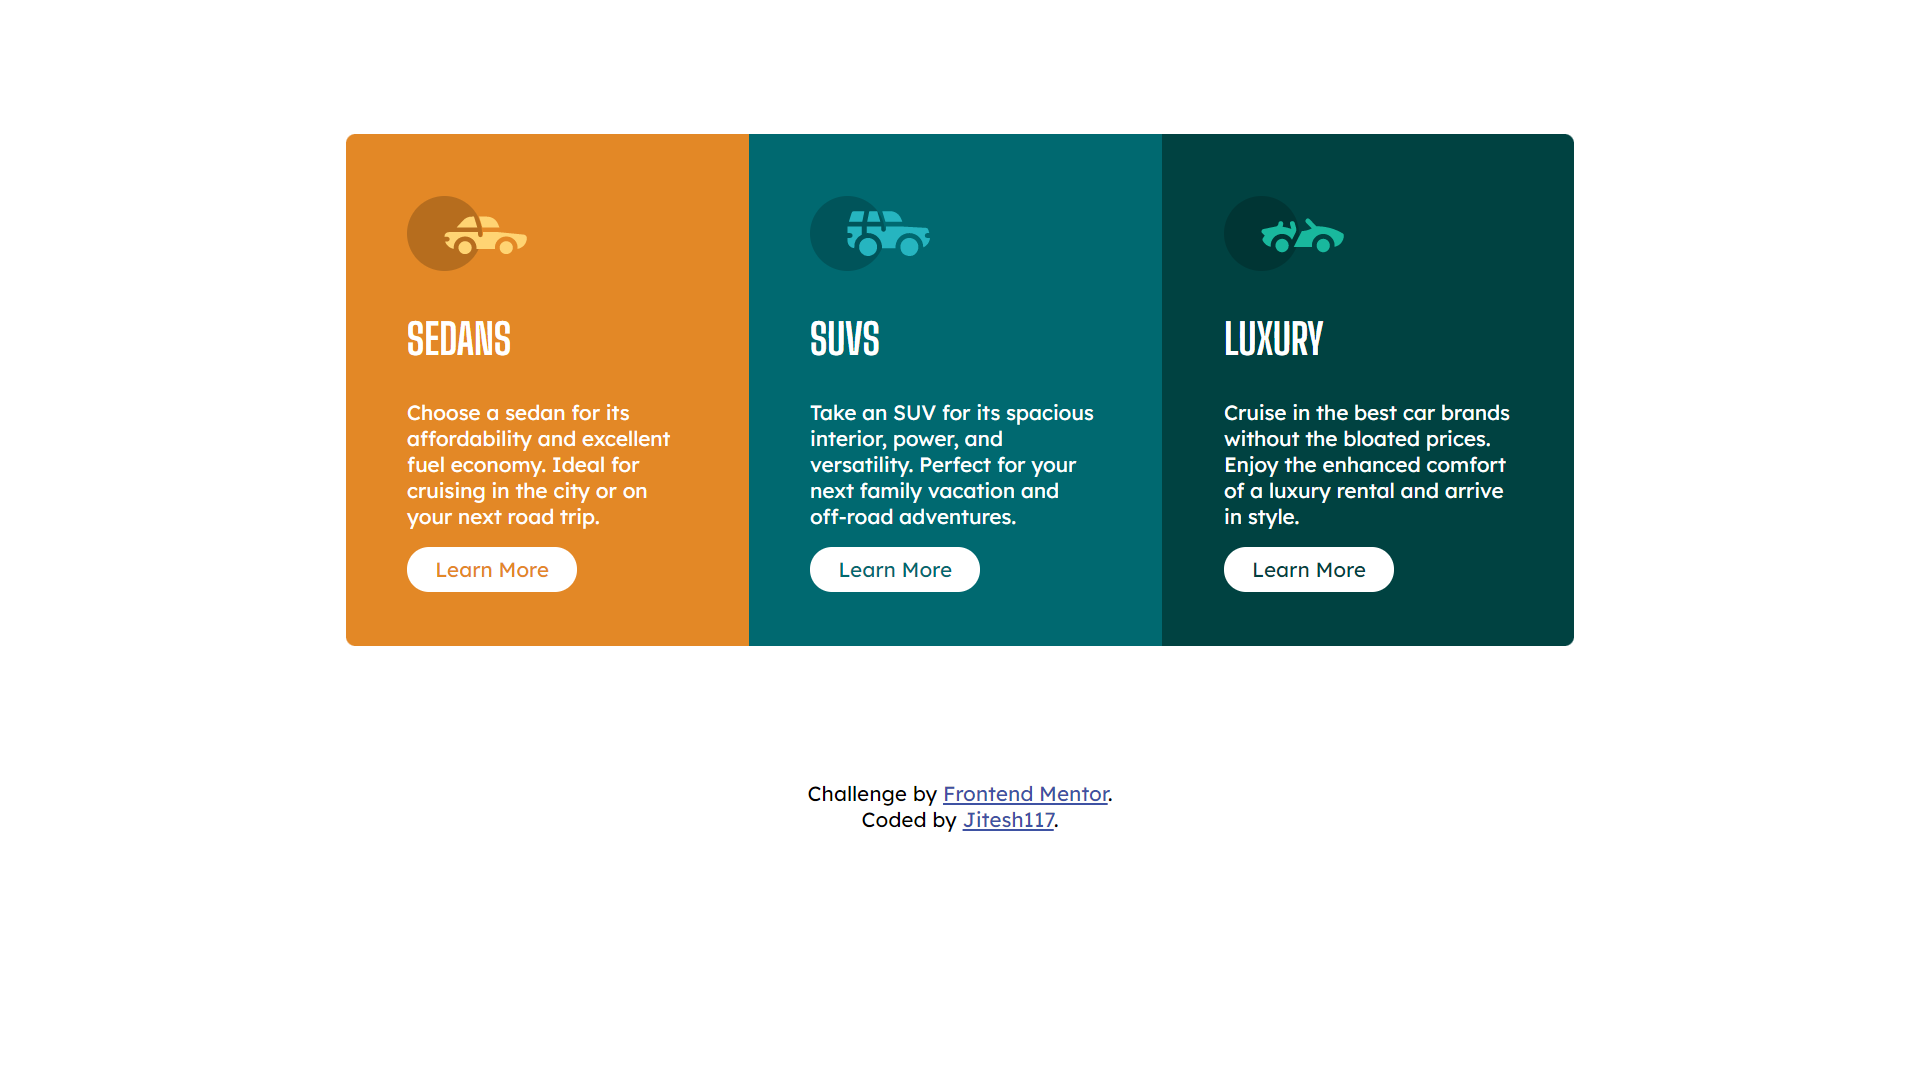 SEDANS
Choose a sedan for its
affordability and excellent
fuel economy. Ideal for
cruising in the city or on
your next road trip.
Learn More
SUVS
Take an SUV for its spacious
interior, power, and
versatility. Perfect for your
next family vacation and
off-road adventures.
Learn More
LUXURY
Cruise in the best car brands
without the bloated prices.
Enjoy the enhanced comfort
of a luxury rental and arrive
in style.
Learn More
Challenge by Frontend Mentor.
Coded by Jitesh117.